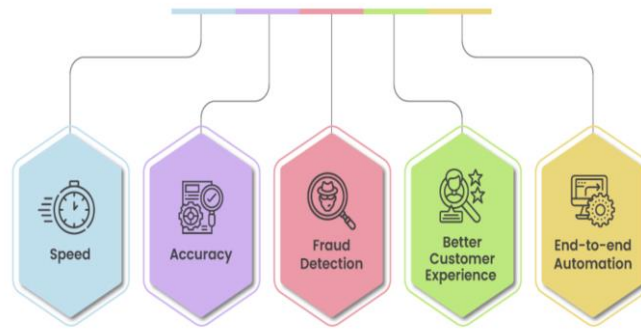 Speed
Accuracy
Fraud
Detection
Better
Customer
Experience
End-to-end
Automation